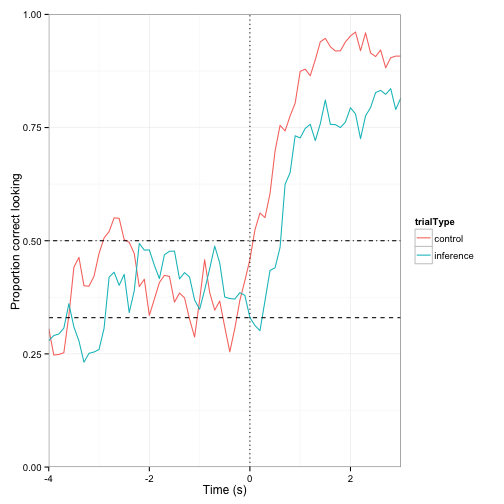 1.00
0.75
0.50
0.25
0.00
Proportion correct looking
-4
-2
0
2
Time (s)
trialType
control
inference